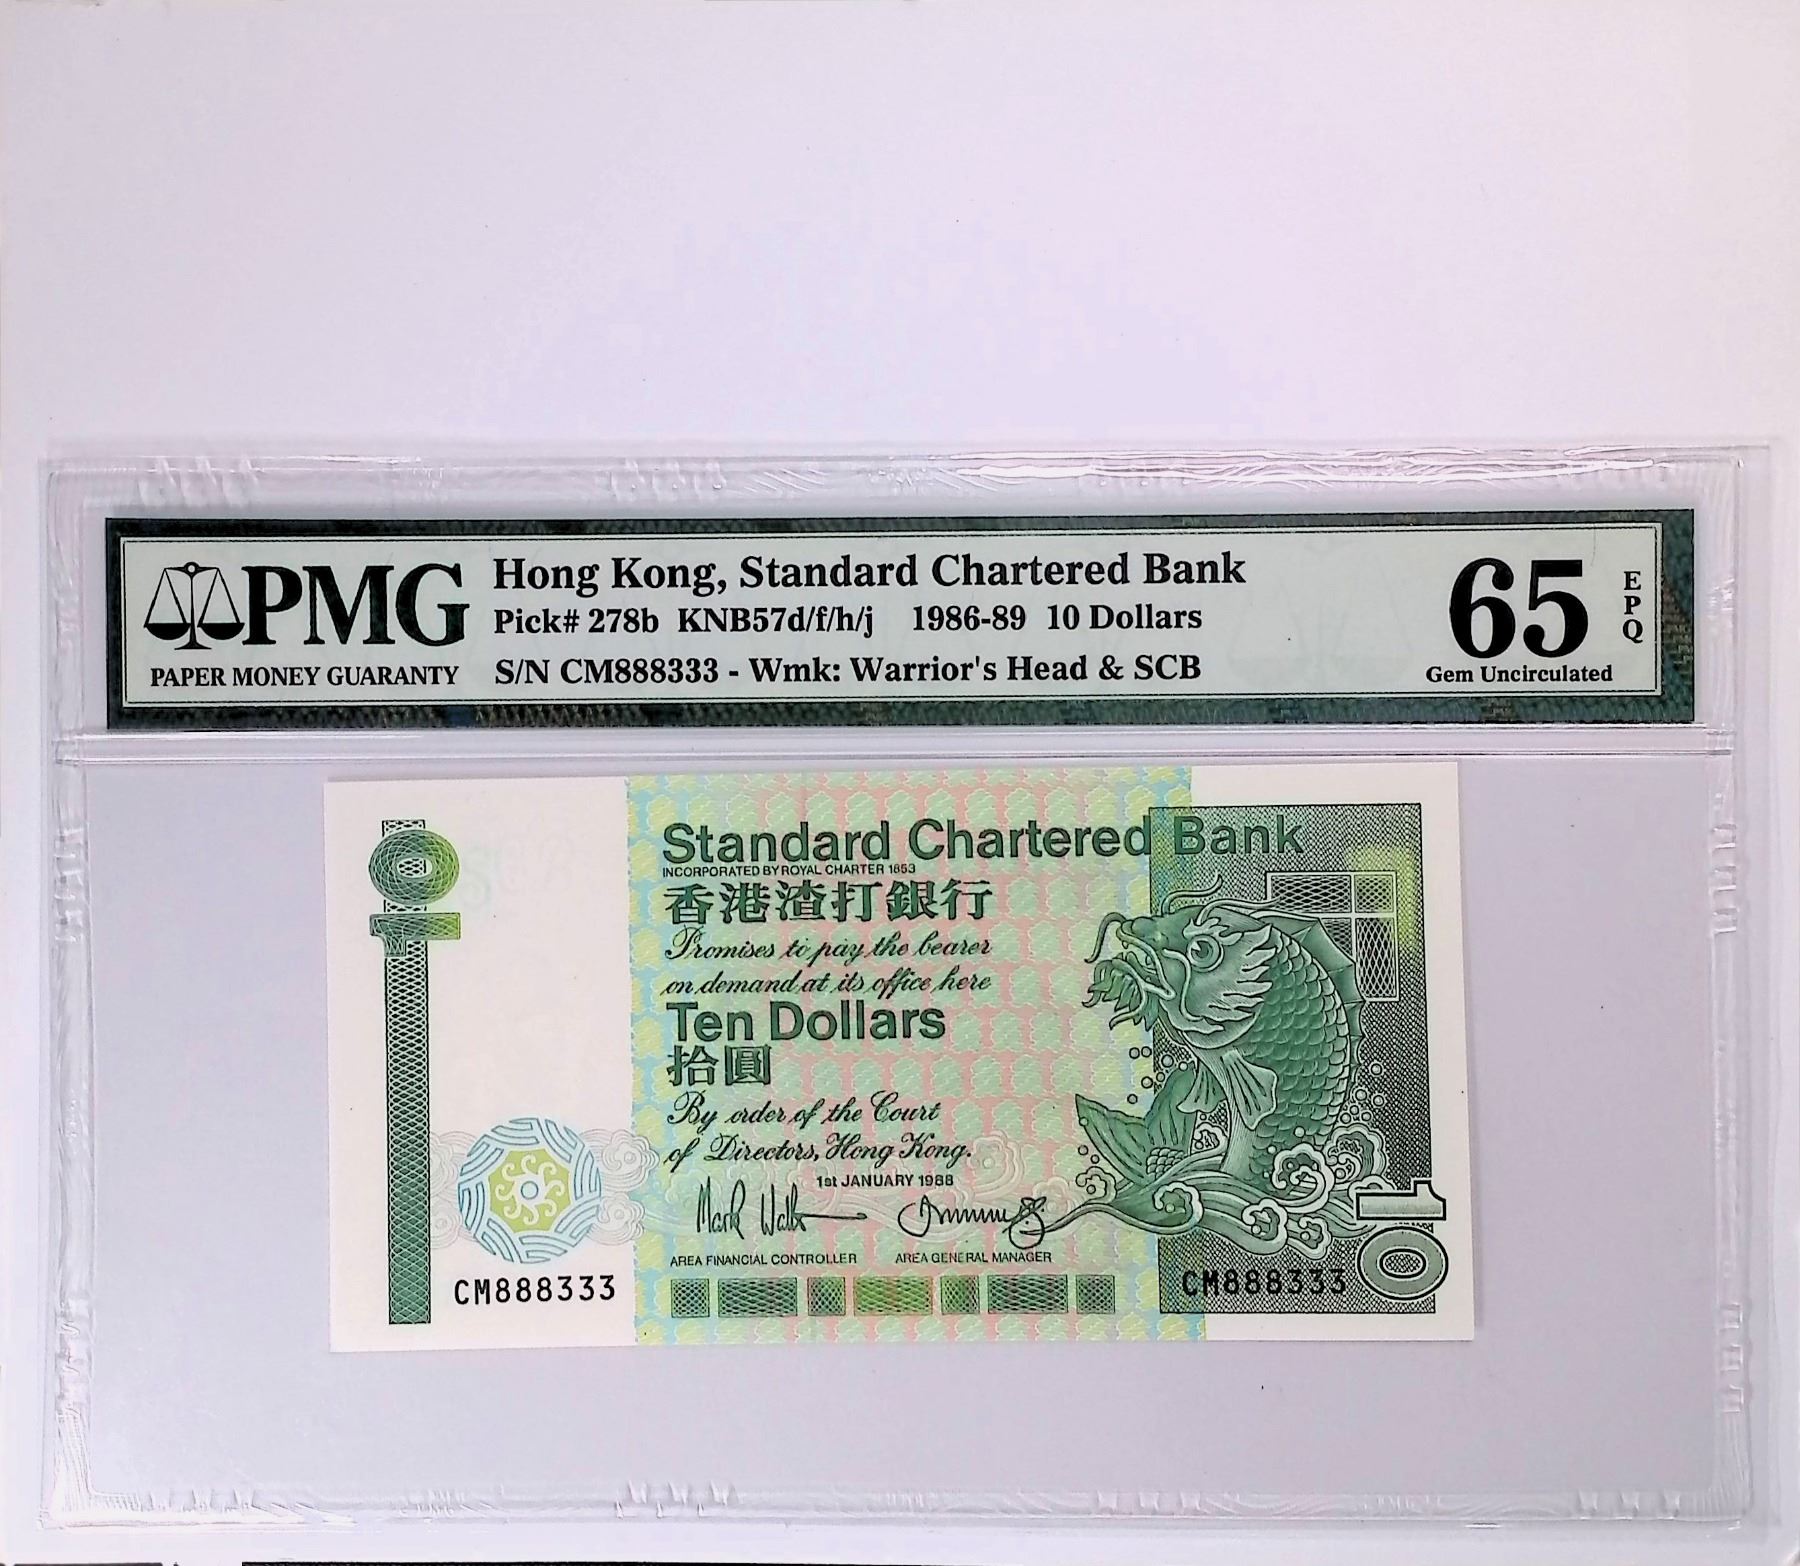 PMG
PAPER MONEY GUARANTY
Hong Kong, Standard Chartered Bank
Pick# 278b KNB57d/f/h/j 1986-89 10 Dollars
S/N CM888333 - Wmk: Warrior's Head & SCB
65
EPQ
Gem Uncirculated
10
Standard Chartered Bank
INCORPORATED BY ROYAL CHARTER 1853
香港渣打銀行
Promises to pay the bearer
on demand at its office here
Ten Dollars
拾圓
By order of the Court
of Directors, Hong Kong.
1st JANUARY 1988
AREA FINANCIAL CONTROLLER AREA GENERAL MANAGER
CM888333
CM888333
10